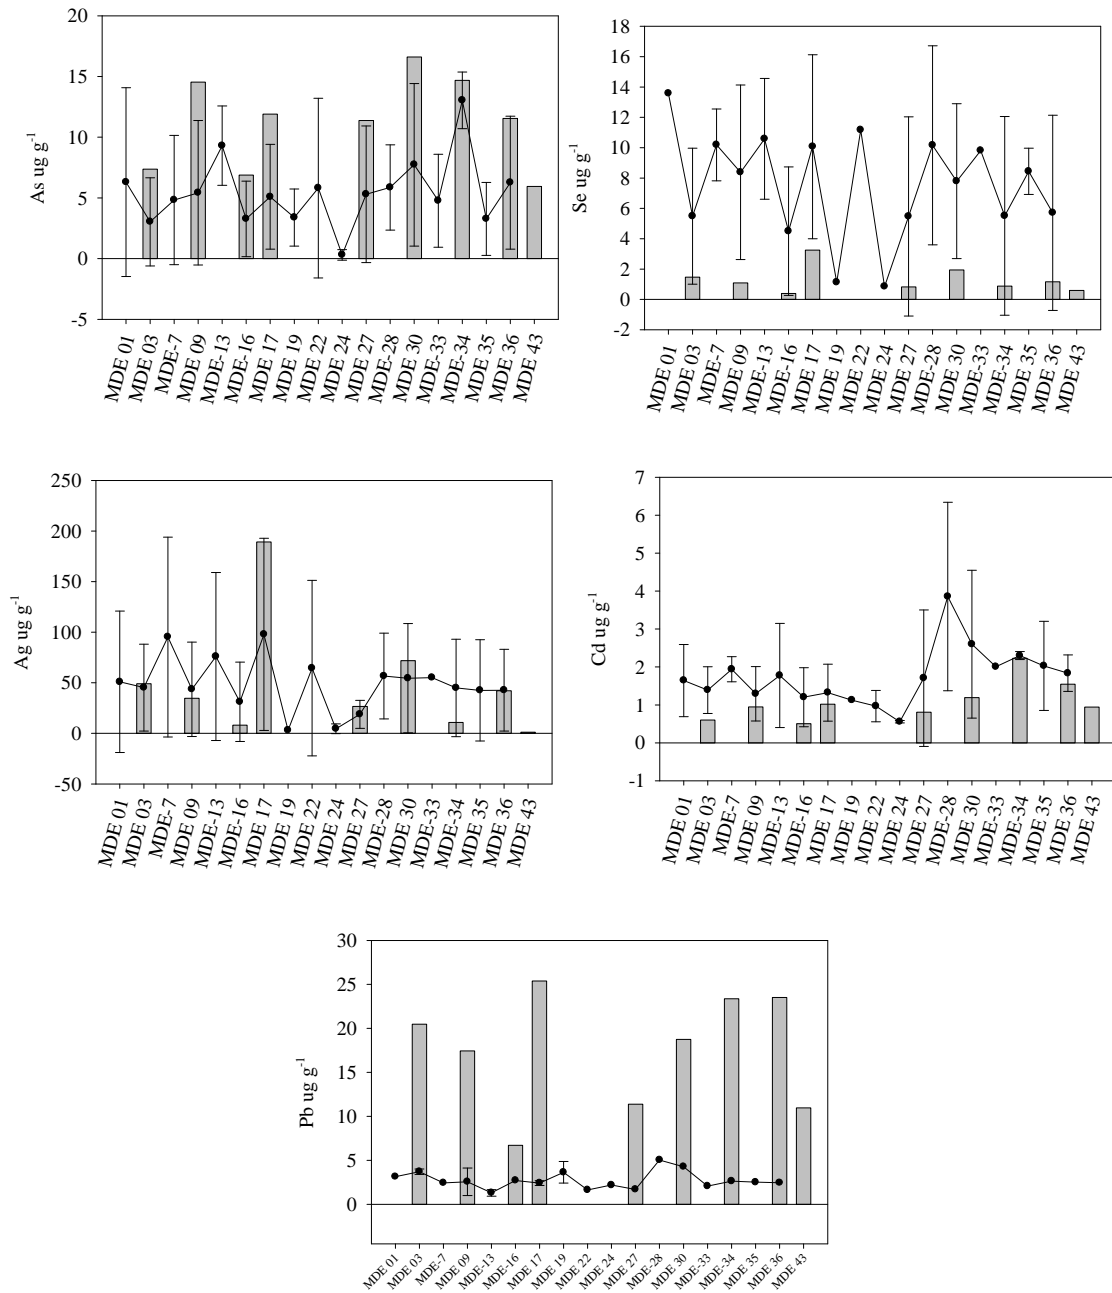 As ug g-1
20
15
10
5
0
-5
MDE 01
MDE 03
MDE-7
MDE 09
MDE-13
MDE-16
MDE 17
MDE 19
MDE 22
MDE 24
MDE 27
MDE-28
MDE 30
MDE-33
MDE-34
MDE 35
MDE 36
MDE 43
Se ug g-1
18
16
14
12
10
8
6
4
2
0
-2
MDE 01
MDE 03
MDE-7
MDE 09
MDE-13
MDE-16
MDE 17
MDE 19
MDE 22
MDE 24
MDE 27
MDE-28
MDE 30
MDE-33
MDE-34
MDE 35
MDE 36
MDE 43
Ag ug g-1
250
200
150
100
50
0
-50
MDE 01
MDE 03
MDE-7
MDE 09
MDE-13
MDE-16
MDE 17
MDE 19
MDE 22
MDE 24
MDE 27
MDE-28
MDE 30
MDE-33
MDE-34
MDE 35
MDE 36
MDE 43
Cd ug g-1
7
6
5
4
3
2
1
0
-1
MDE 01
MDE 03
MDE-7
MDE 09
MDE-13
MDE-16
MDE 17
MDE 19
MDE 22
MDE 24
MDE 27
MDE-28
MDE 30
MDE-33
MDE-34
MDE 35
MDE 36
MDE 43
Pb ug g-1
30
25
20
15
10
5
0
MDE 01
MDE 03
MDE-7
MDE 09
MDE-13
MDE-16
MDE 17
MDE 19
MDE 22
MDE 24
MDE 27
MDE-28
MDE 30
MDE-33
MDE-34
MDE 35
MDE 36
MDE 43